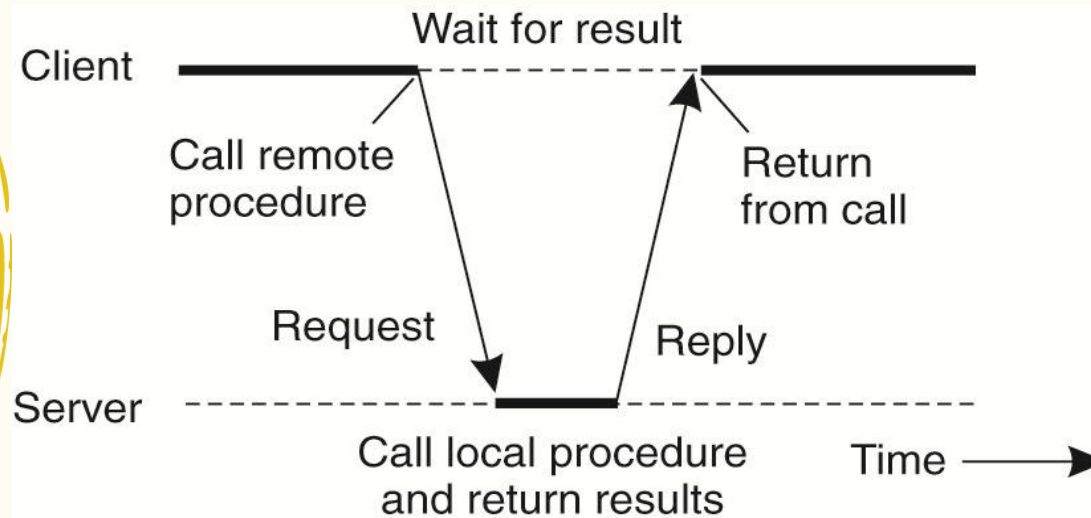 Wait for result
Client
Call remote
procedure
Return
from call
Request
Reply
Server
Call local procedure
and return results
Time